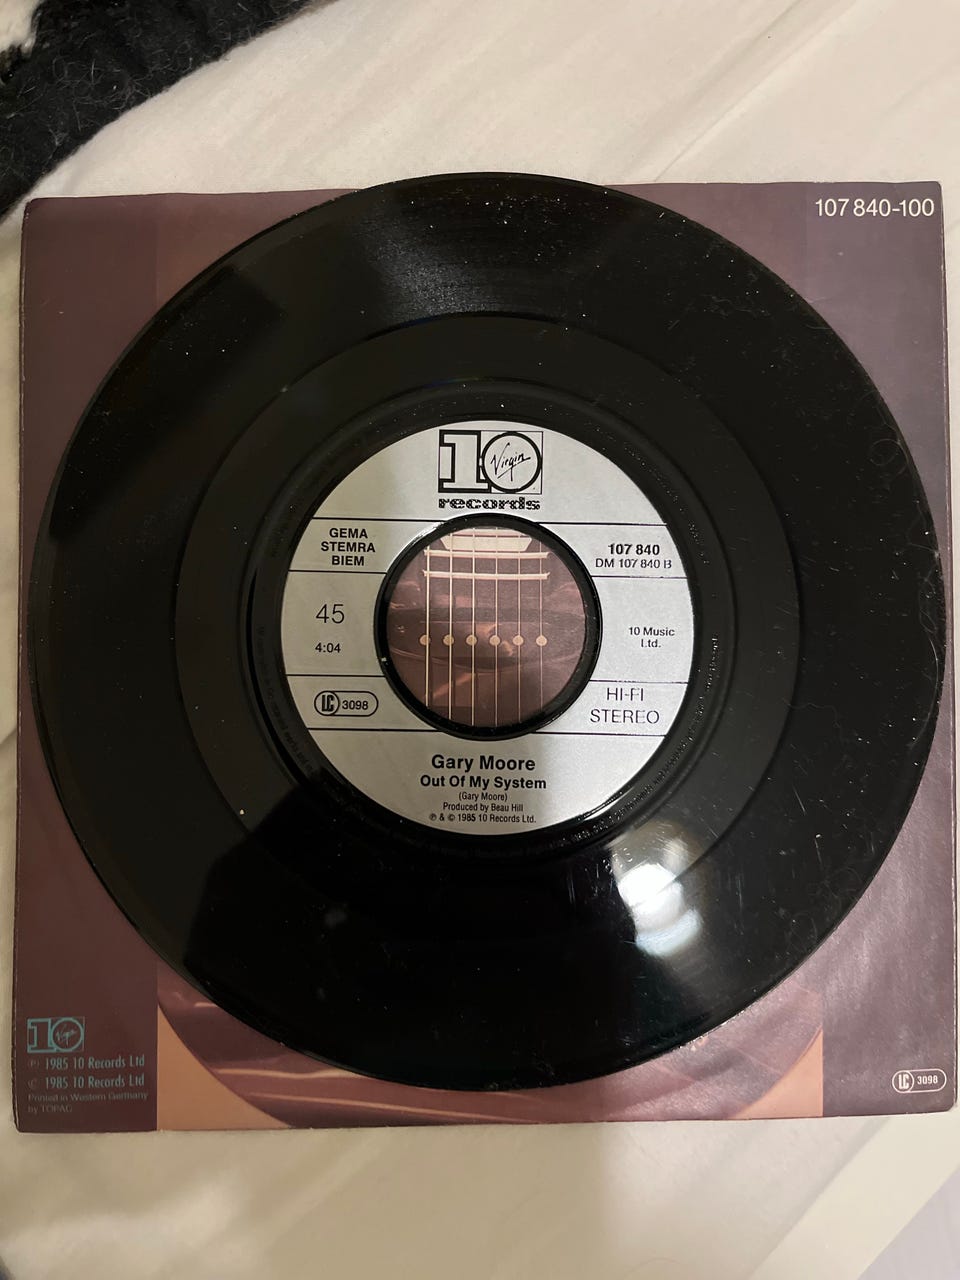 107 840-100
10
Virgin
records
GEMA
STEMRA
BIEM
107 840
DM 107 840 B
45
4:04
10 Music
Ltd.
LC 3098
HI-FI
STEREO
Gary Moore
Out Of My System
(Gary Moore)
Produced by Beau Hill
℗ & © 1985 10 Records Ltd.
10
Virgin
℗ 1985 10 Records Ltd
© 1985 10 Records Ltd
Printed in Western Germany
by TOPAC
LC 3098